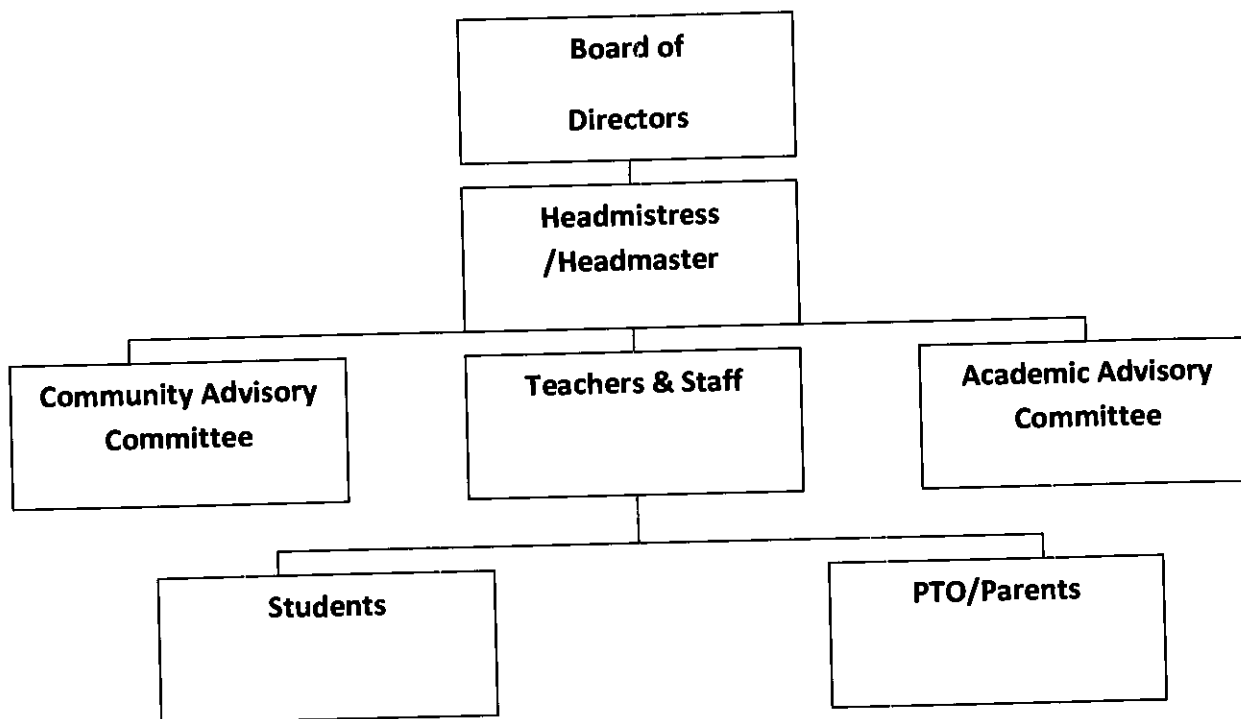 Board of
Directors
Headmistress
/Headmaster
Community Advisory
Committee
Teachers & Staff
Academic Advisory
Committee
Students
PTO/Parents